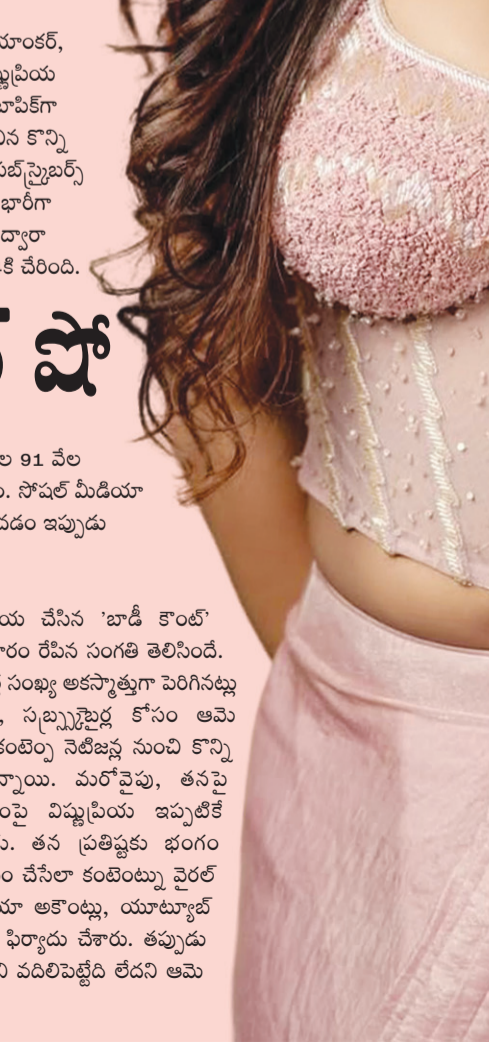 యాంకర్,
ష్ణుప్రియ
టాపిక్‌గా
చిన కొన్ని
సబ్‌స్క్రైబర్స్
భారీగా
ద్వారా
కి చేరింది.
షో
ల 91 వేల
ం. సోషల్ మీడియా
వడం ఇప్పుడు
య చేసిన 'బాడీ కౌంట్'
ారం రేపిన సంగతి తెలిసిందే.
సంఖ్య అకస్మాత్తుగా పెరిగినట్లు
, సబ్స్క్రైబర్ల కోసం ఆమె
కంటెంప్ప నెటిజన్ల నుంచి కొన్ని
న్నాయి. మరోవైపు, తనపై
ంపై విష్ణుప్రియ ఇప్పటికే
ు. తన ప్రతిష్టకు భంగం
ం చేసేలా కంటెంట్ను వైరల్
యా అకౌంట్లు, యూట్యూబ్
ఫిర్యాదు చేశారు. తప్పుడు
ని వదిలిపెట్టేది లేదని ఆమె